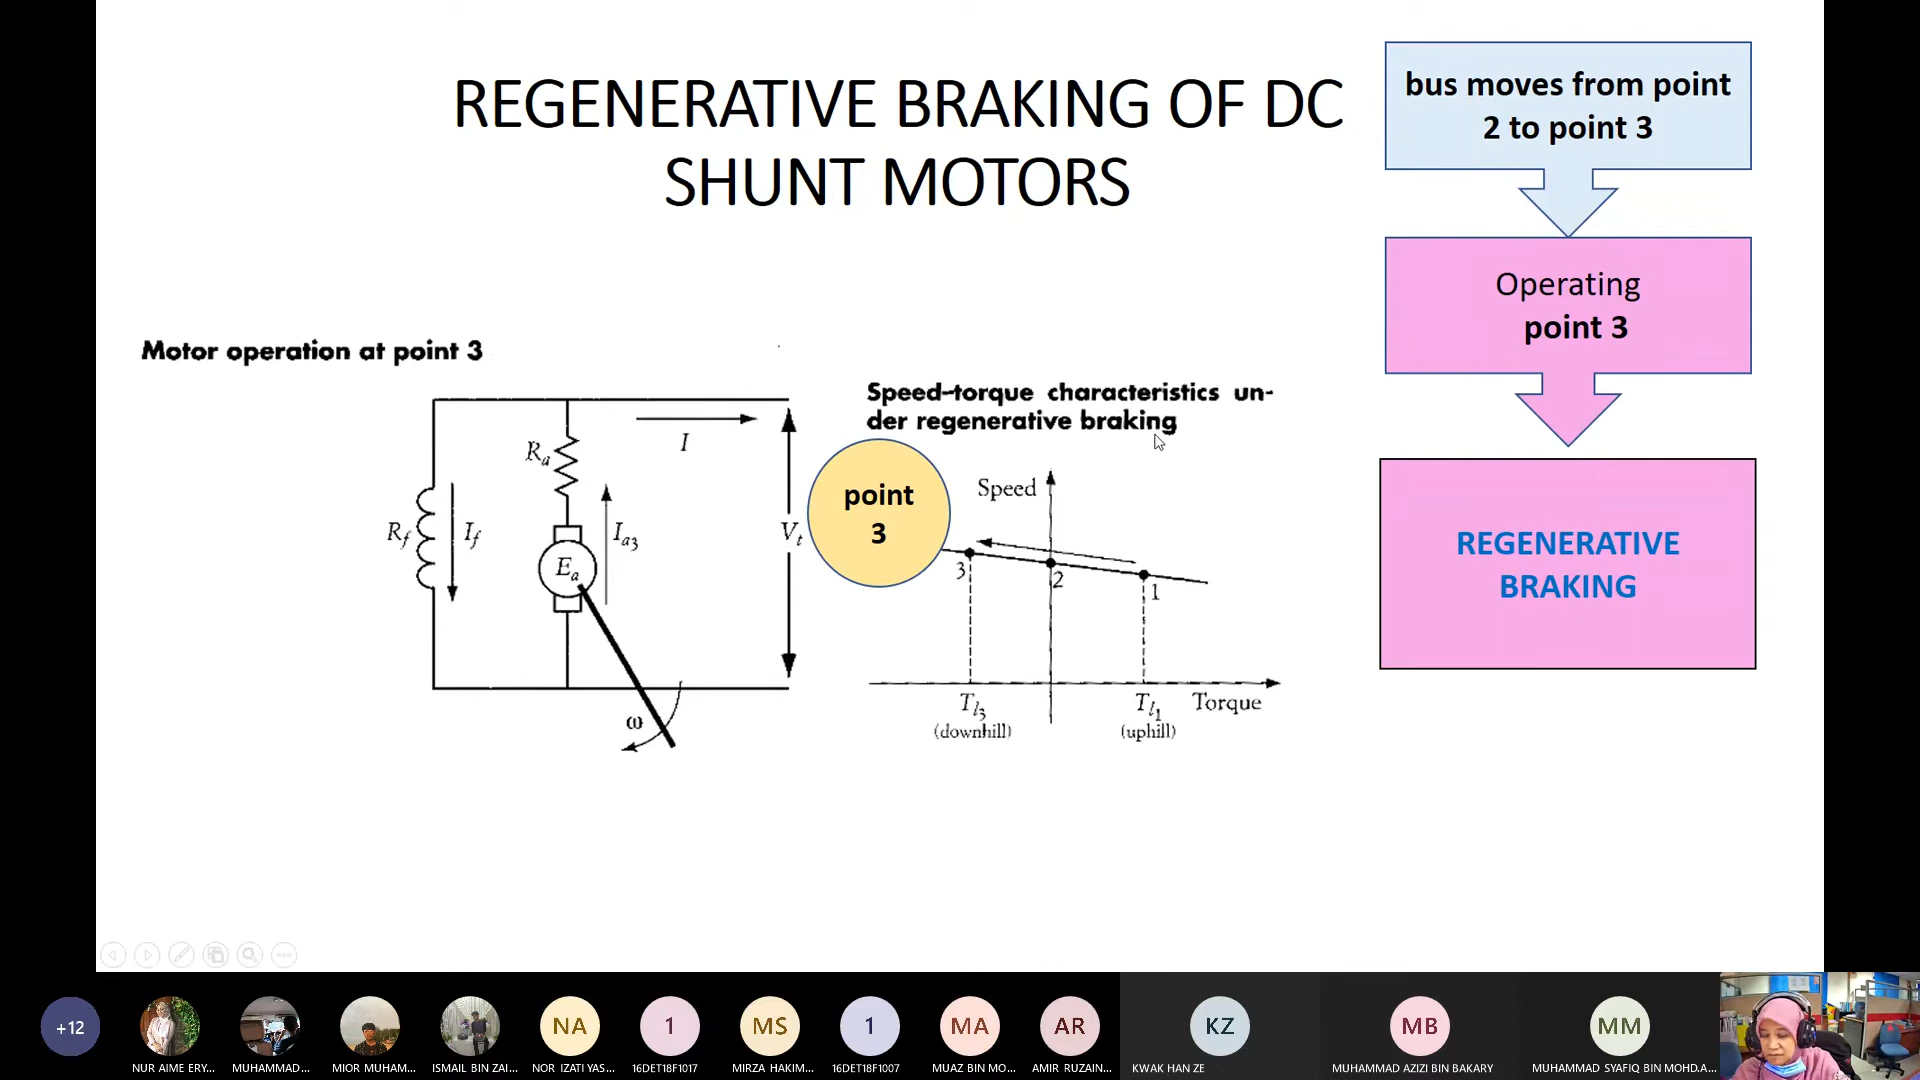 REGENERATIVE BRAKING OF DC
SHUNT MOTORS
bus moves from point
2 to point 3
Operating
point 3
REGENERATIVE
BRAKING
Motor operation at point 3
I
Ra
Rf
If
Ia3
Ea
Vt
ω
point
3
Speed-torque characteristics un-
der regenerative braking
Speed
3
2
1
Tl3
(downhill)
Tl1
(uphill)
Torque
+12
NA
1
MS
1
MA
AR
KZ
MB
MM
NUR AIME ERY...
MUHAMMAD...
MIOR MUHAM...
ISMAIL BIN ZAI...
NOR IZATI YAS...
16DET18F1017
MIRZA HAKIM...
16DET18F1007
MUAZ BIN MO...
AMIR RUZAIN...
KWAK HAN ZE
MUHAMMAD AZIZI BIN BAKARY
MUHAMMAD SYAFIQ BIN MOHD.A...